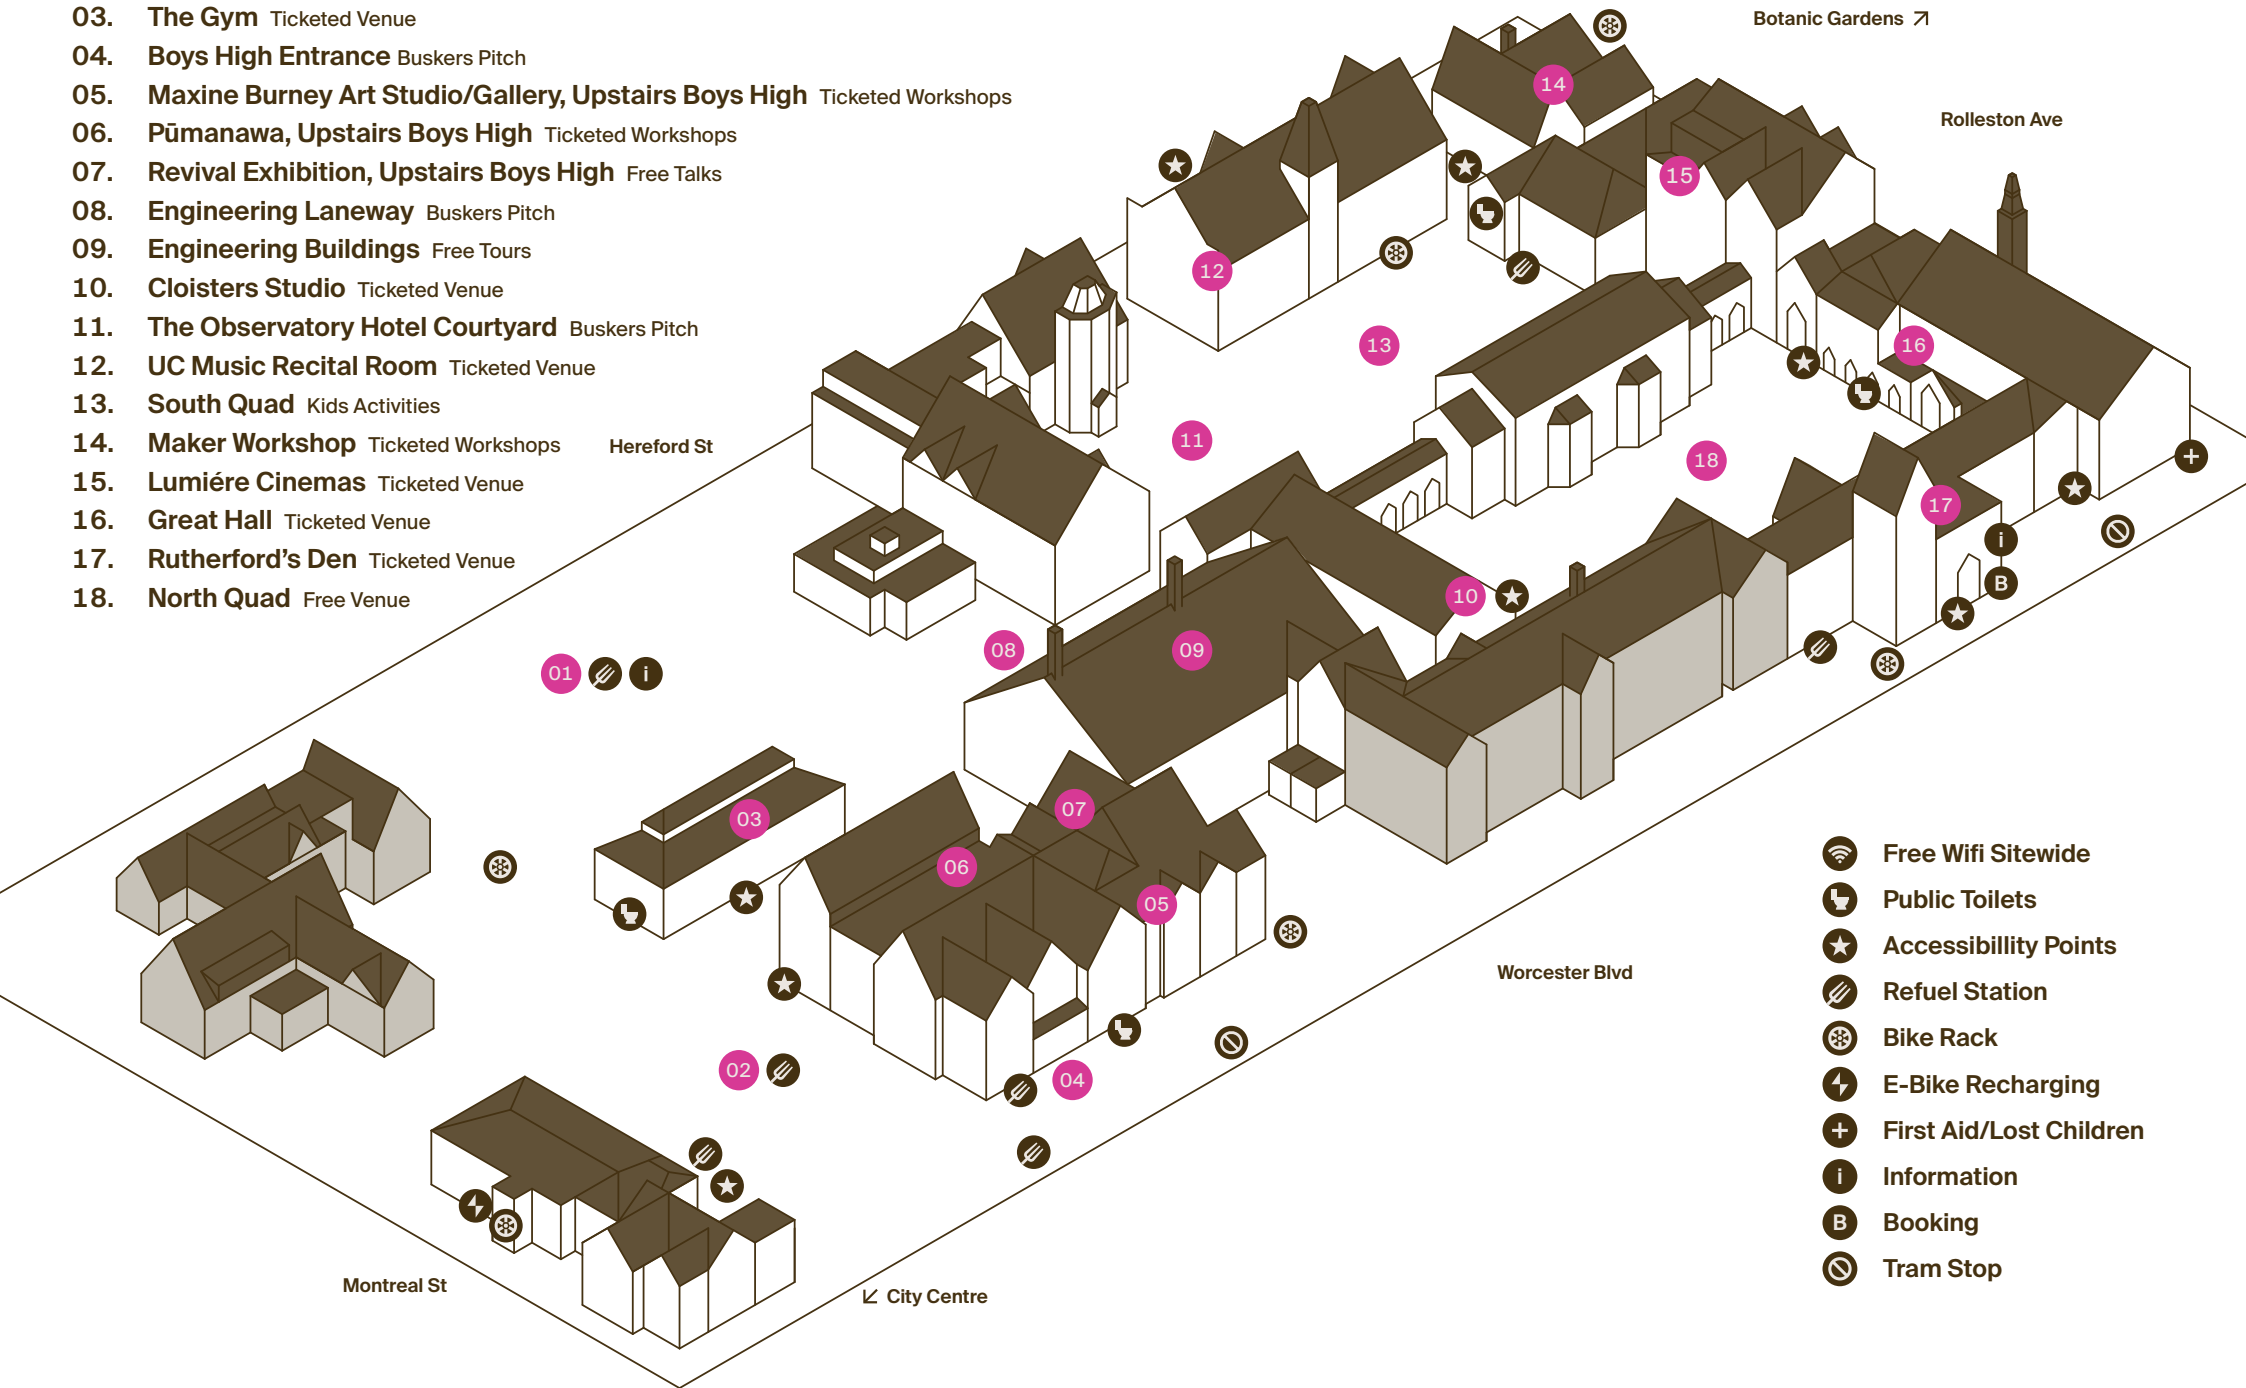 03. The Gym Ticketed Venue
04. Boys High Entrance Buskers Pitch
05. Maxine Burney Art Studio/Gallery, Upstairs Boys High Ticketed Workshops
06. Pūmanawa, Upstairs Boys High Ticketed Workshops
07. Revival Exhibition, Upstairs Boys High Free Talks
08. Engineering Laneway Buskers Pitch
09. Engineering Buildings Free Tours
10. Cloisters Studio Ticketed Venue
11. The Observatory Hotel Courtyard Buskers Pitch
12. UC Music Recital Room Ticketed Venue
13. South Quad Kids Activities
14. Maker Workshop Ticketed Workshops
15. Lumiére Cinemas Ticketed Venue
16. Great Hall Ticketed Venue
17. Rutherford's Den Ticketed Venue
18. North Quad Free Venue
Botanic Gardens
Rolleston Ave
Hereford St
14
15
12
13
16
11
18
17
i
B
10
08
09
01
i
03
07
06
05
02
04
Worcester Blvd
Montreal St
City Centre
Free Wifi Sitewide
Public Toilets
Accessibillity Points
Refuel Station
Bike Rack
E-Bike Recharging
First Aid/Lost Children
i Information
B Booking
Tram Stop